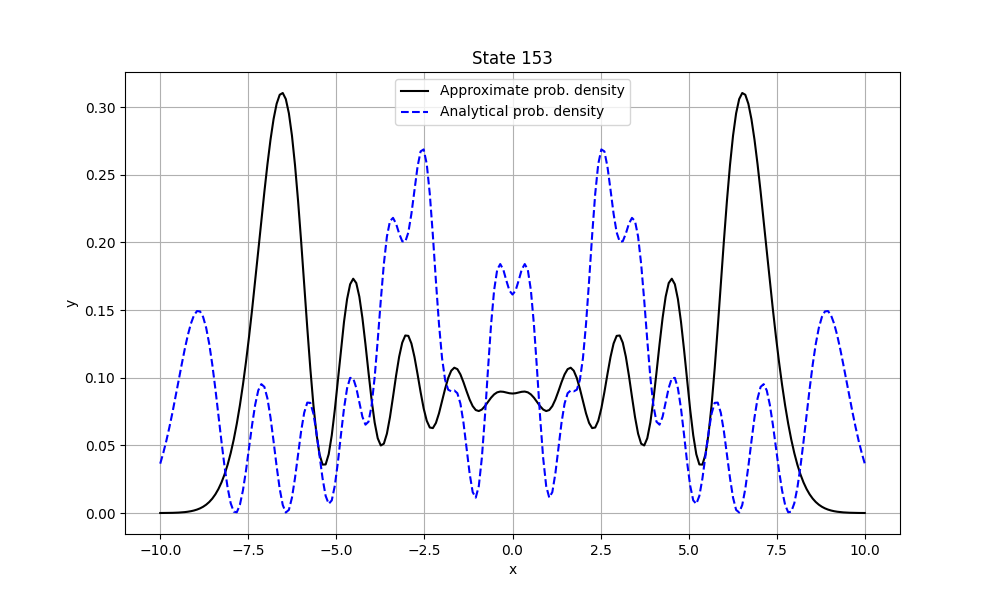 State 153
Approximate prob. density
Analytical prob. density
y
0.30
0.25
0.20
0.15
0.10
0.05
0.00
−10.0 −7.5 −5.0 −2.5 0.0 2.5 5.0 7.5 10.0
x